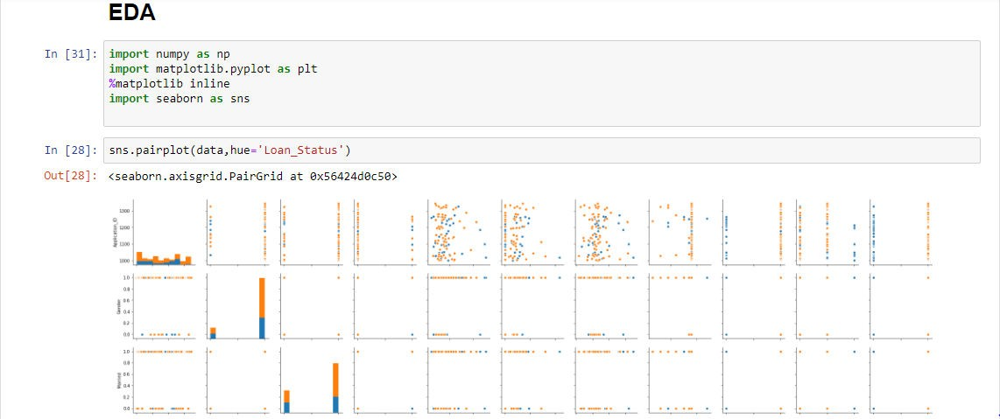 EDA
In [31]: import numpy as np
import matplotlib.pyplot as plt
%matplotlib inline
import seaborn as sns
In [28]: sns.pairplot(data,hue='Loan_Status')
Out[28]: <seaborn.axisgrid.PairGrid at 0x56424d0c50>
Application_ID
1300
1200
1100
1000
Gender
1.0
0.8
0.6
0.4
0.2
0.0
Married
1.0
0.8
0.6
0.4
0.2
0.0